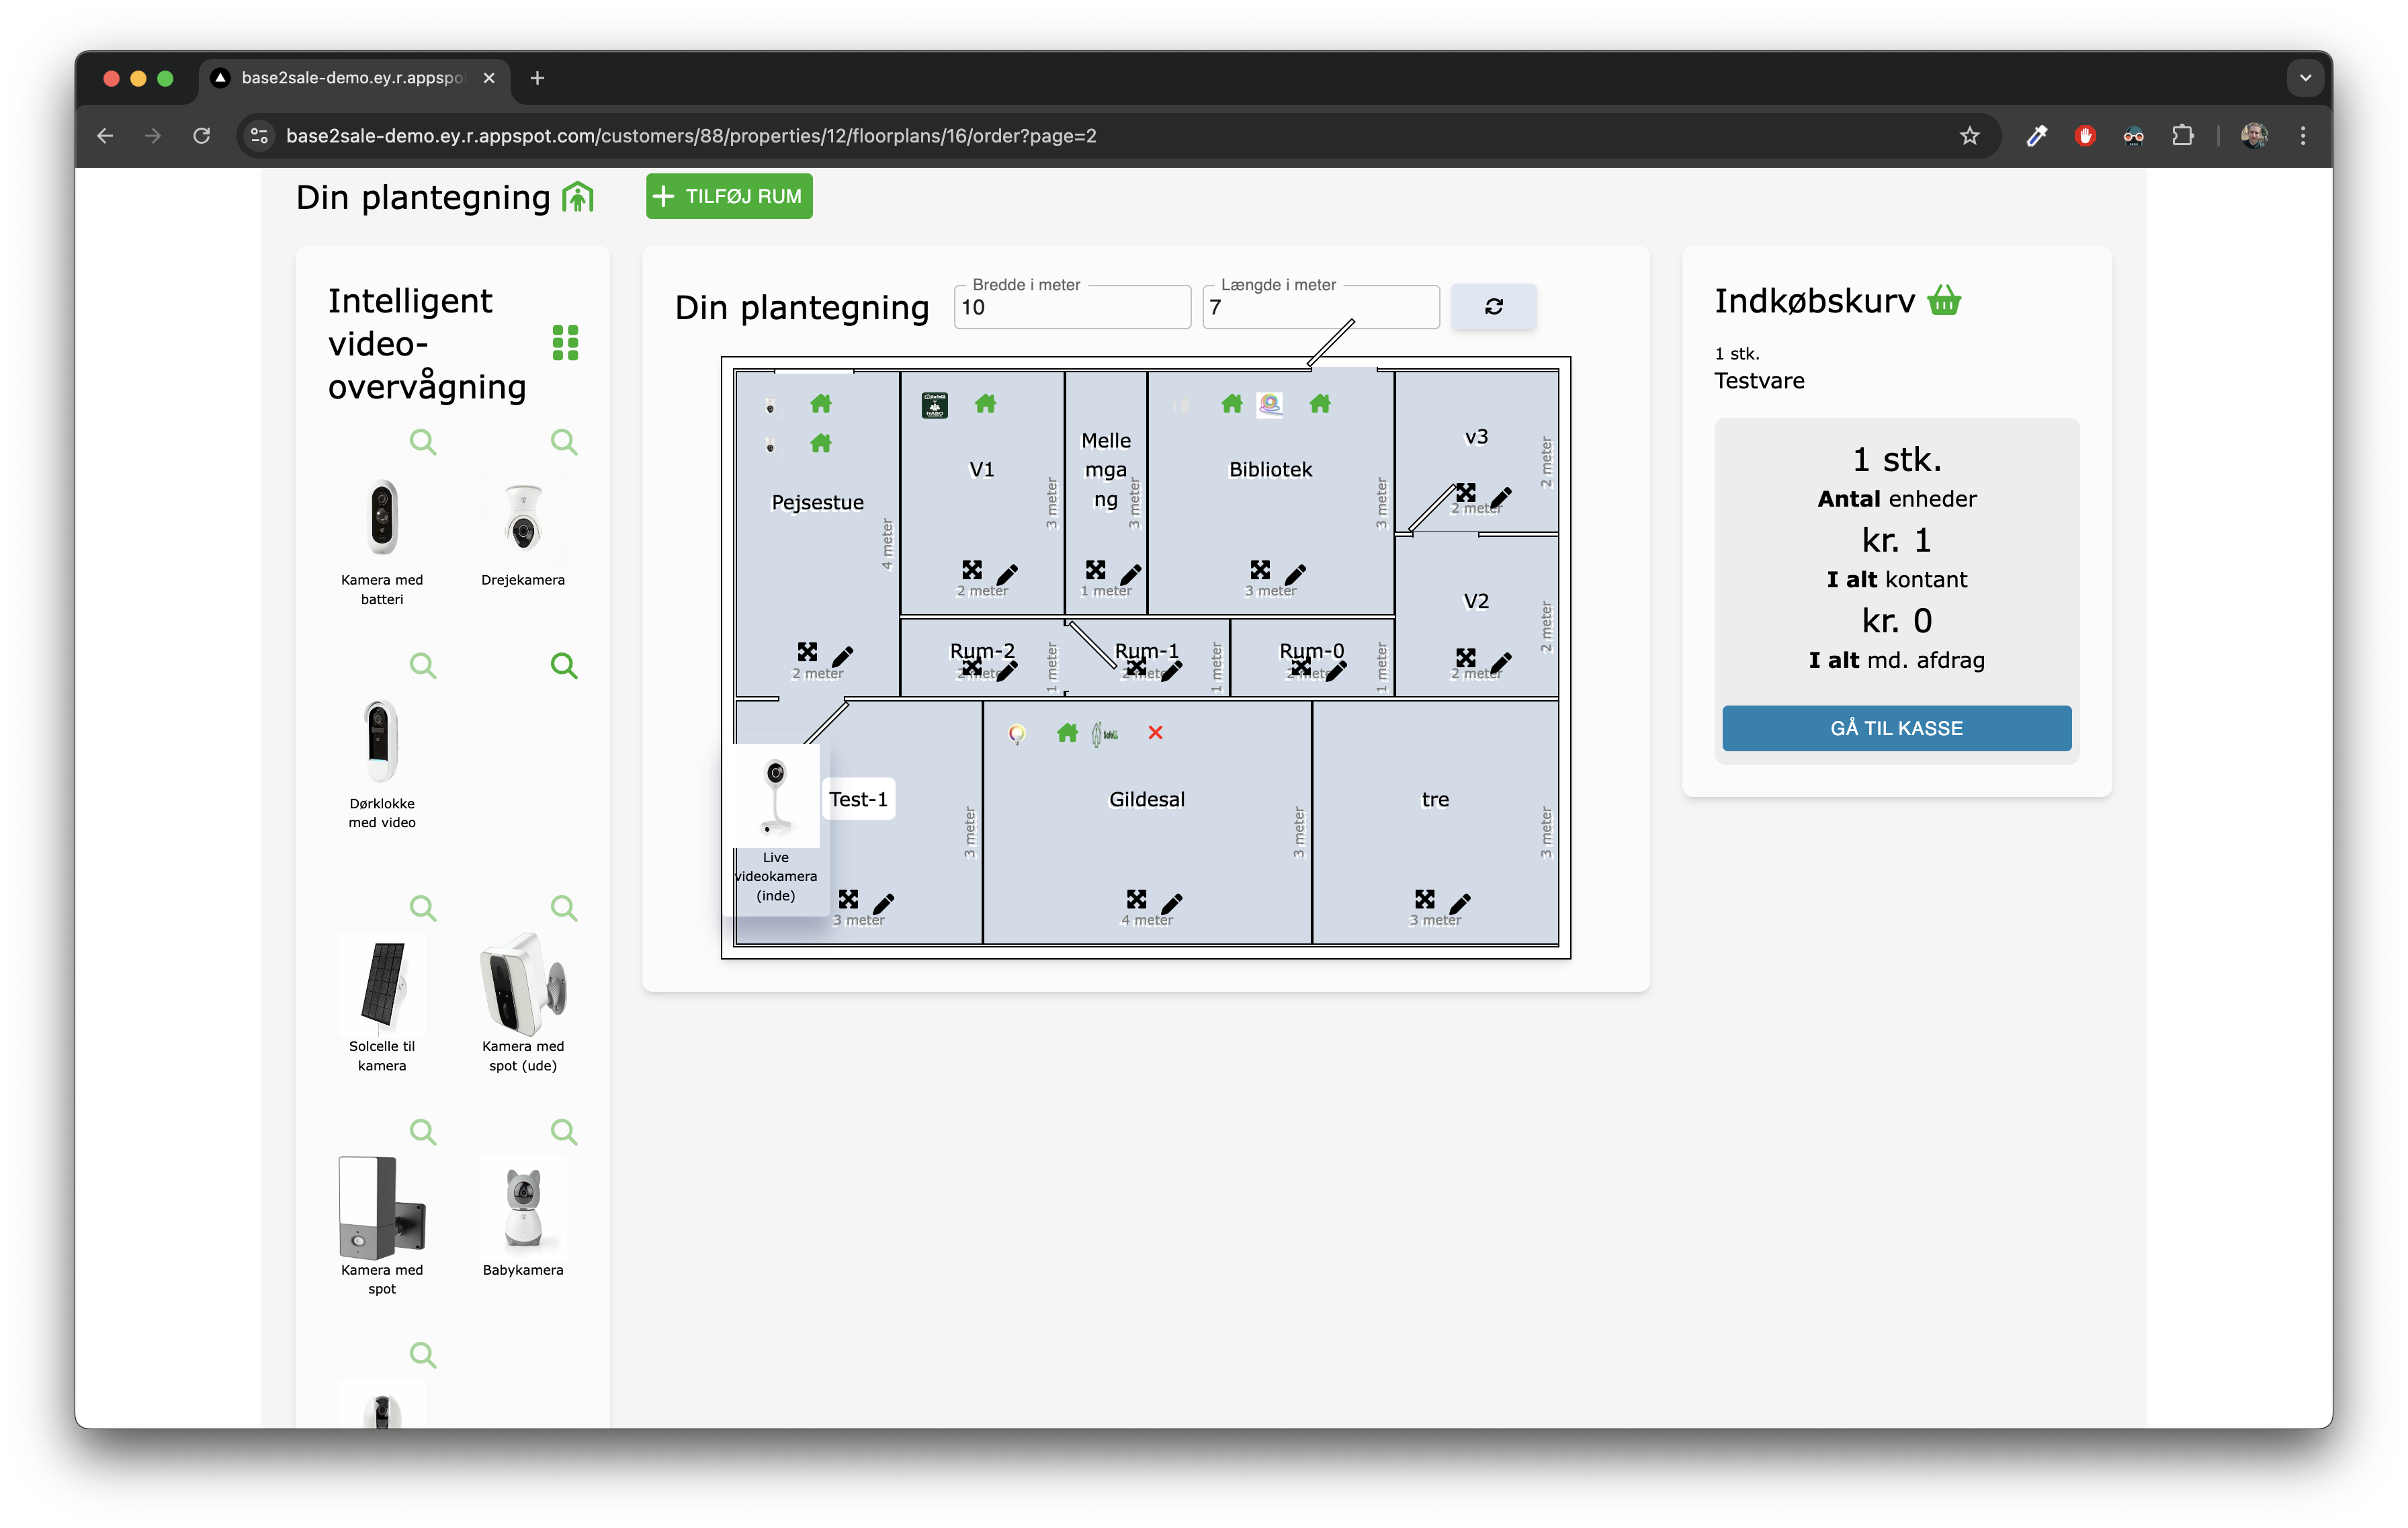 base2sale-demo.ey.r.appspo
base2sale-demo.ey.r.appspot.com/customers/88/properties/12/floorplans/16/order?page=2
Din plantegning
TILFØJ RUM
Intelligent
video-
overvågning
Kamera med
batteri
Drejekamera
Dørklokke
med video
Solcelle til
kamera
Kamera med
spot (ude)
Kamera med
spot
Babykamera
Din plantegning
Bredde i meter
10
Længde i meter
7
Pejsestue
4 meter
2 meter
V1
3 meter
2 meter
Melle
mga
ng
3 meter
1 meter
Bibliotek
3 meter
3 meter
v3
2 meter
2 meter
V2
2 meter
2 meter
Rum-2
1 meter
Rum-1
1 meter
Rum-0
1 meter
Test-1
3 meter
3 meter
Live
videokamera
(inde)
Gildesal
3 meter
4 meter
tre
3 meter
3 meter
Indkøbskurv
1 stk.
Testvare
1 stk.
Antal enheder
kr. 1
I alt kontant
kr. 0
I alt md. afdrag
GÅ TIL KASSE